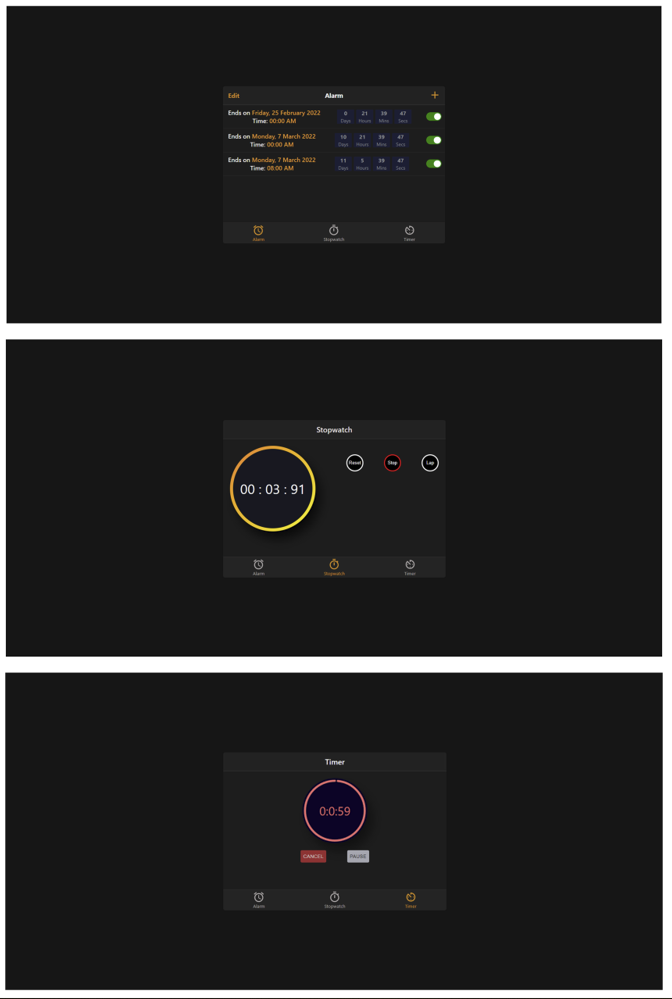 Edit Alarm +
Ends on Friday, 25 February 2022
Time: 00:00 AM
0 21 39 47
Days Hours Mins Secs
Ends on Monday, 7 March 2022
Time: 00:00 AM
10 21 39 47
Days Hours Mins Secs
Ends on Monday, 7 March 2022
Time: 08:00 AM
11 5 39 47
Days Hours Mins Secs
Alarm Stopwatch Timer
Stopwatch
00 : 03 : 91
Reset Stop Lap
Alarm Stopwatch Timer
Timer
0:0:59
CANCEL PAUSE
Alarm Stopwatch Timer